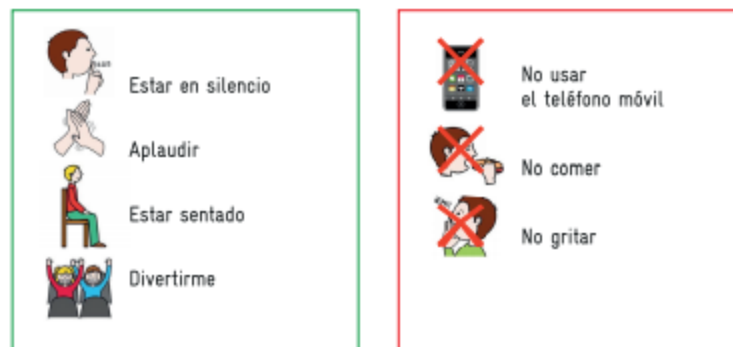 Estar en silencio
Aplaudir
Estar sentado
Divertirme
No usar
el teléfono móvil
No comer
No gritar